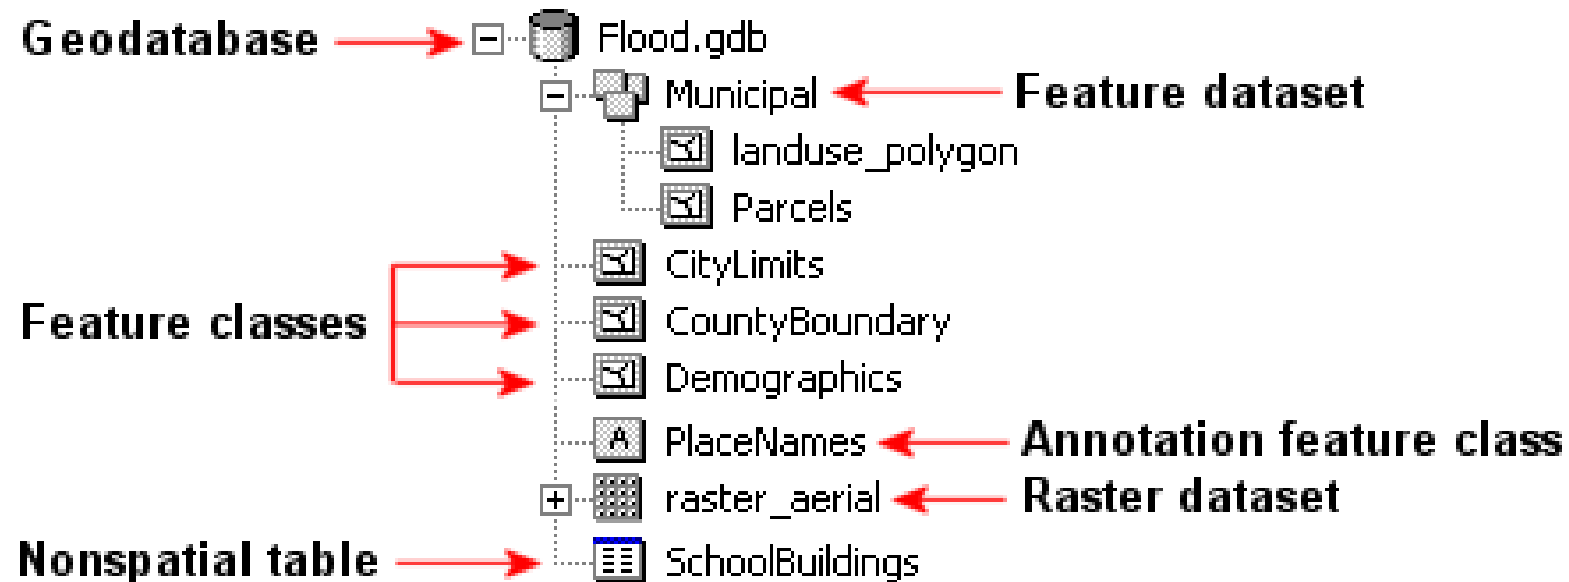 Geodatabase Flood.gdb
Municipal Feature dataset
landuse_polygon
Parcels
CityLimits
Feature classes CountyBoundary
Demographics
A PlaceNames Annotation feature class
raster_aerial Raster dataset
Nonspatial table SchoolBuildings